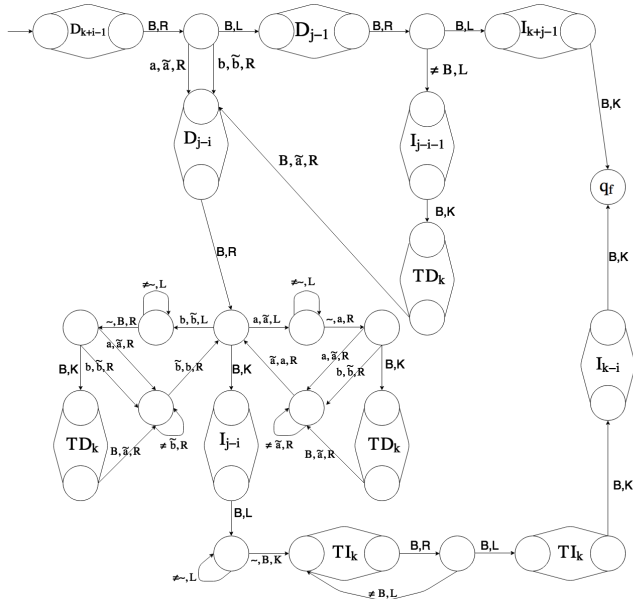 D_{k+i−1}
B,R
B,L
D_{j−1}
B,R
B,L
I_{k+j−1}
a, ã,R
b, b̃,R
≠ B,L
B,K
D_{j−i}
I_{j−i−1}
B, ã,R
q_f
B,K
B,R
TD_k
B,K
≠~, L
≠~, L
~, B, R
b, b̃, L
a, ã, L
~, a, R
I_{k−i}
a, ã, R
b, b̃, R
b̃, b, R
ã, a, R
a, ã, R
b, b̃, R
B,K
B,K
B,K
TD_k
I_{j−i}
TD_k
B, ã, R
≠ b̃, R
≠ ã, R
B, ã, R
B,K
B,L
≠~, L
~, B, K
TI_k
B,R
B,L
TI_k
≠ B, L